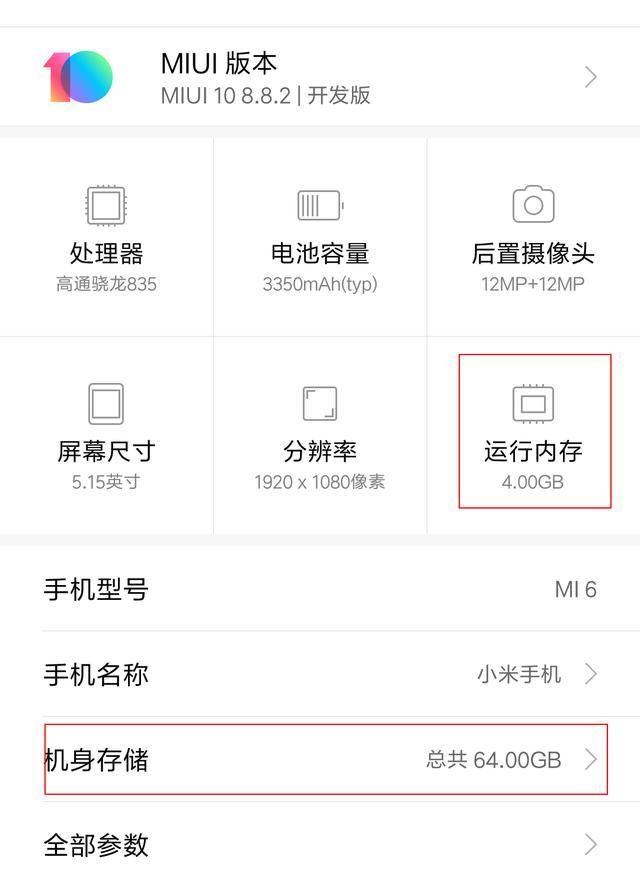 10
MIUI 版本
MIUI 10 8.8.2 | 开发版
处理器
高通骁龙835
电池容量
3350mAh(typ)
后置摄像头
12MP+12MP
屏幕尺寸
5.15英寸
分辨率
1920 x 1080像素
运行内存
4.00GB
手机型号
MI 6
手机名称
小米手机
机身存储
总共 64.00GB
全部参数